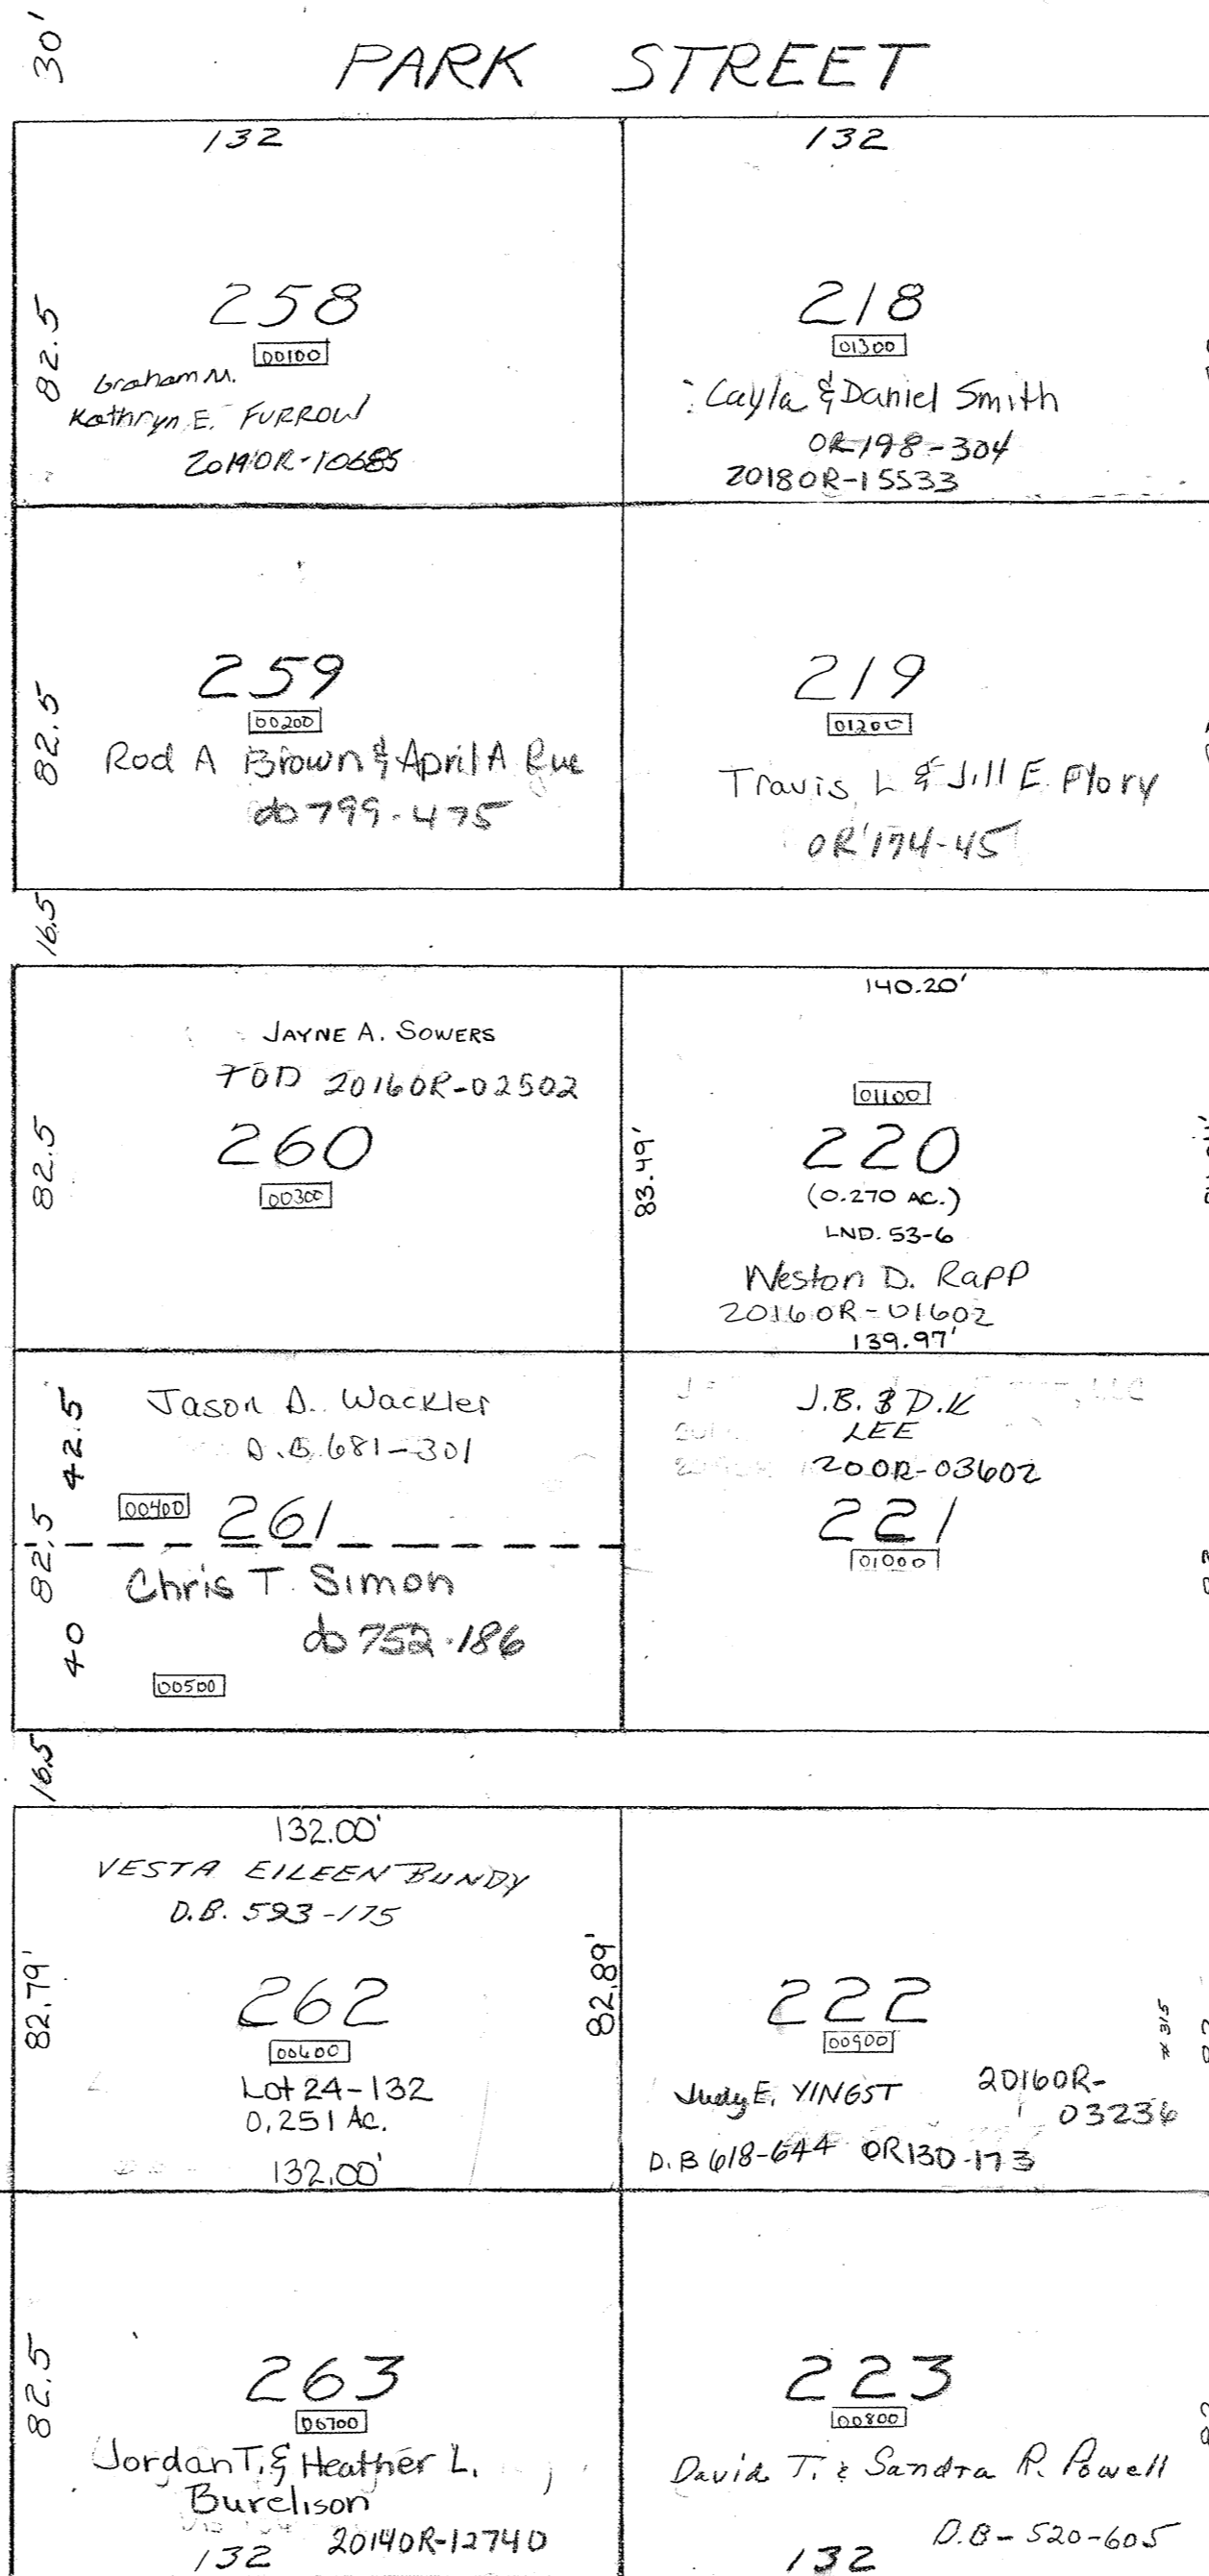 30'
PARK STREET
132
82.5
258
00100
Graham M.
Kathryn E. FURROW
2019OR-10685
132
218
01300
Cayla & Daniel Smith
OR 198-304
2018OR-15533
82.5
259
00200
Rod A Brown & April A Rue
db 799-475
219
01200
Travis L & Jill E. Flory
OR 174-45
16.5
JAYNE A. SOWERS
TOD 2016OR-02502
82.5
260
00300
140.20'
01100
83.49'
220
(0.270 AC.)
LND. 53-6
Weston D. Rapp
2016OR-01602
139.97'
Jason D. Wackler
D.B. 681-301
42.5
00400 261
82.5
Chris T. Simon
db 752-186
40
00500
J.B. & D.K
LEE
20OR-03602
221
01000
16.5
132.00'
VESTA EILEEN BUNDY
D.B. 593-175
82.79'
82.89'
262
00600
Lot 24-132
0.251 AC.
132.00'
222
00900
#315
Judy E. YINGST
2016OR-
03236
D.B 618-644 OR130-173
82.5
263
00700
Jordan T. & Heather L.
Burelison
2014OR-12740
132
223
00800
David T. & Sandra R. Powell
D.B-520-605
132